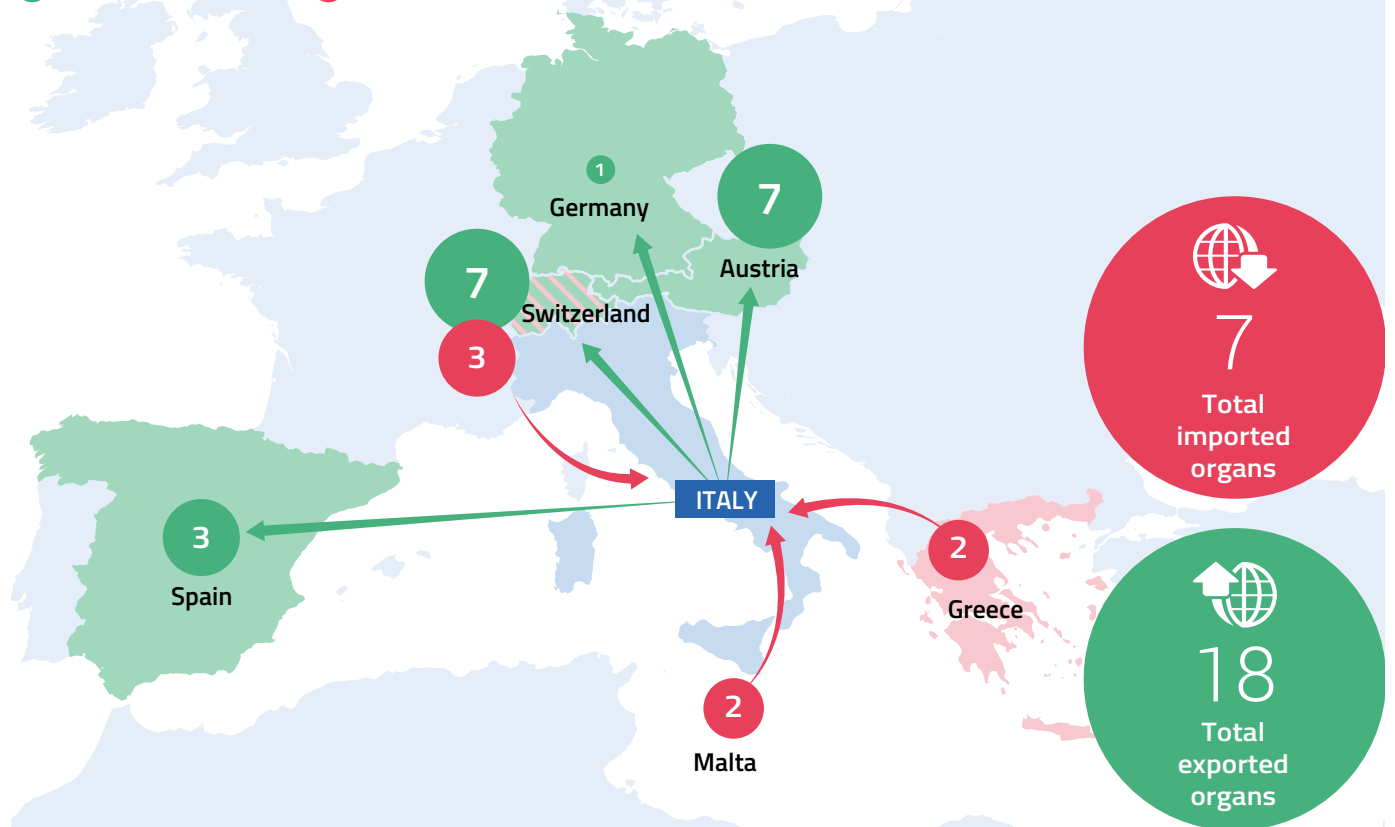 1
Germany
7
Austria
7
Switzerland
3
ITALY
3
Spain
2
Greece
2
Malta
7
Total
imported
organs
18
Total
exported
organs